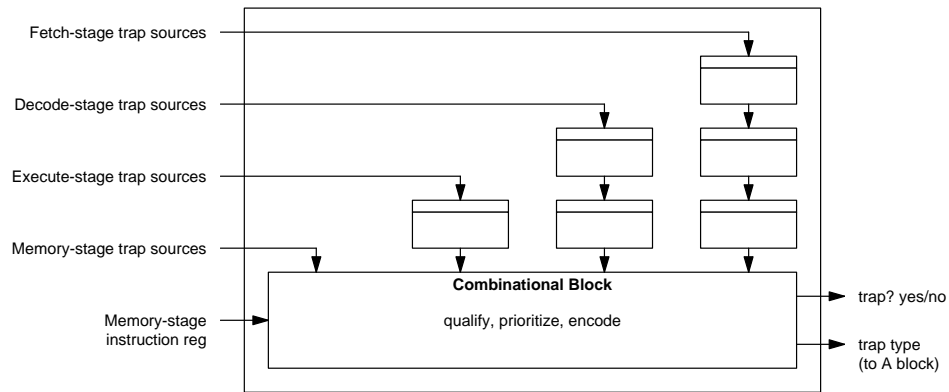 Fetch-stage trap sources
Decode-stage trap sources
Execute-stage trap sources
Memory-stage trap sources
Combinational Block
trap? yes/no
Memory-stage
instruction reg
qualify, prioritize, encode
trap type
(to A block)